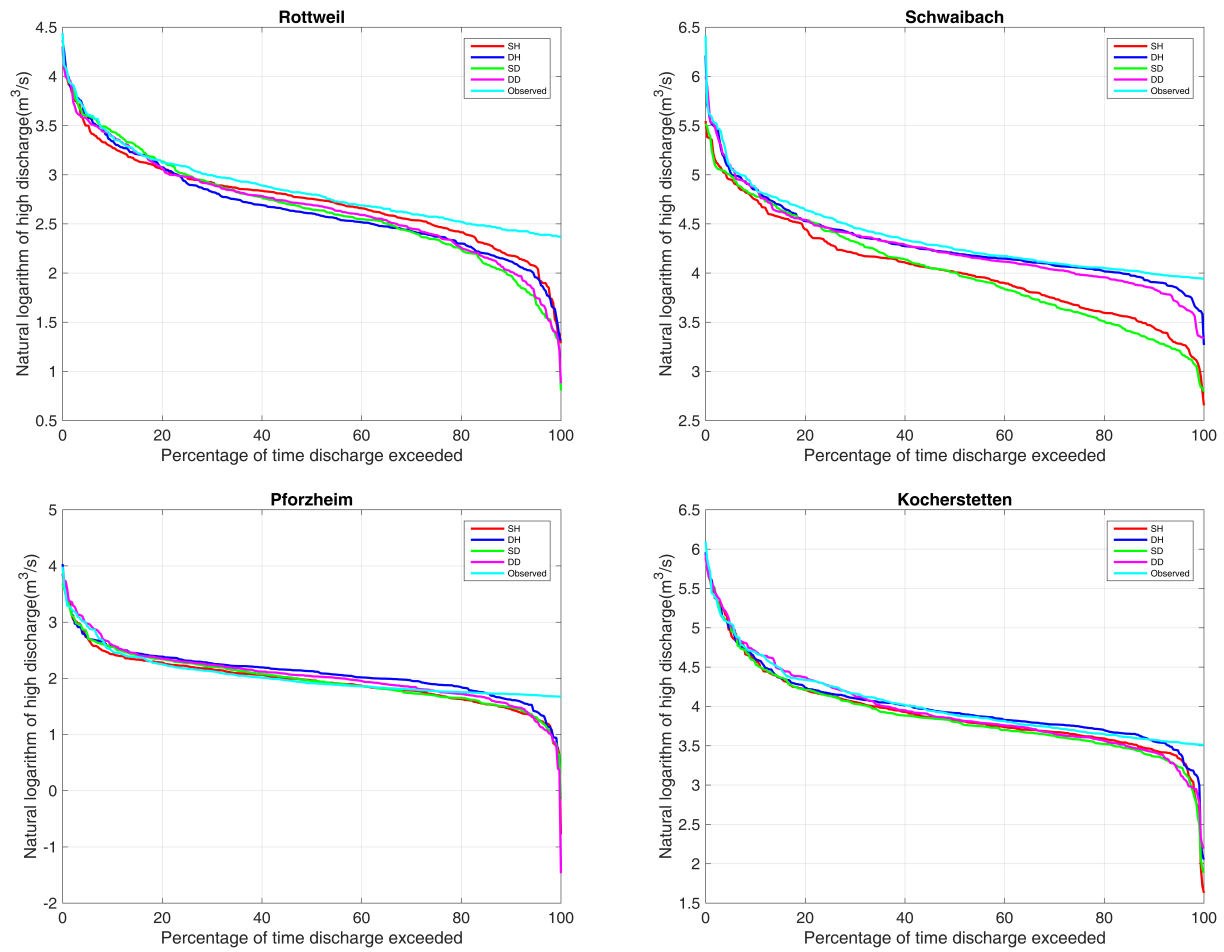 Rottweil
Natural logarithm of high discharge(m³/s)
4.5
4
3.5
3
2.5
2
1.5
1
0.5
SH
DH
SD
DD
Observed
0 20 40 60 80 100
Percentage of time discharge exceeded
Schwaibach
Natural logarithm of high discharge(m³/s)
6.5
6
5.5
5
4.5
4
3.5
3
2.5
SH
DH
SD
DD
Observed
0 20 40 60 80 100
Percentage of time discharge exceeded
Pforzheim
Natural logarithm of high discharge(m³/s)
5
4
3
2
1
0
-1
-2
SH
DH
SD
DD
Observed
0 20 40 60 80 100
Percentage of time discharge exceeded
Kocherstetten
Natural logarithm of high discharge(m³/s)
6.5
6
5.5
5
4.5
4
3.5
3
2.5
2
1.5
SH
DH
SD
DD
Observed
0 20 40 60 80 100
Percentage of time discharge exceeded